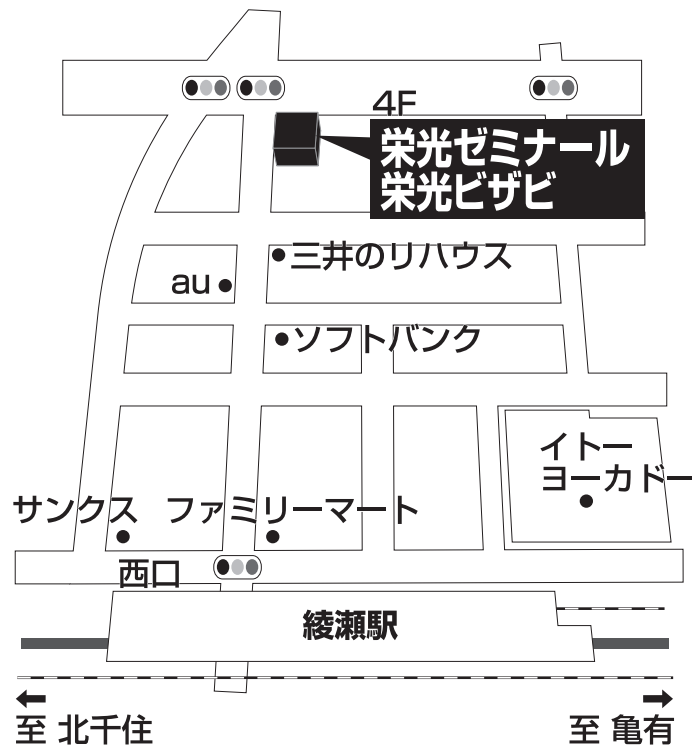 4F
栄光ゼミナール
栄光ビザビ
三井のリハウス
au
ソフトバンク
イトー
ヨーカドー
サンクス
ファミリーマート
西口
綾瀬駅
至 北千住
至 亀有